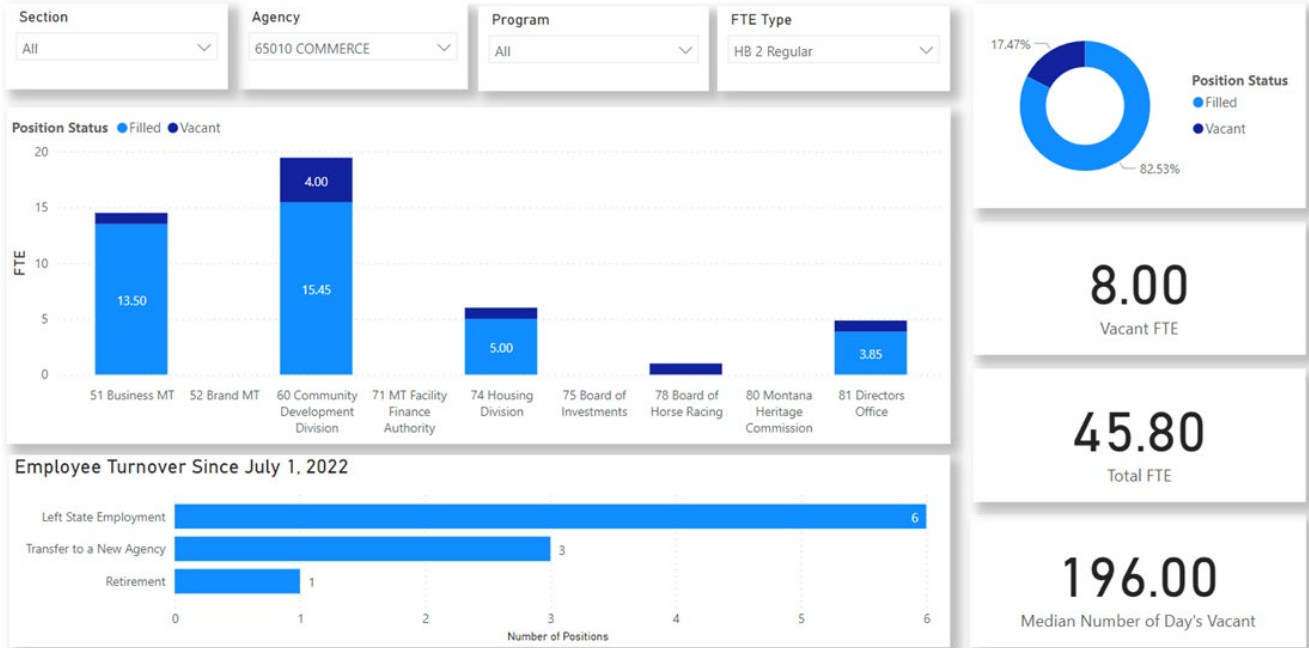 Section
All
Agency
65010 COMMERCE
Program
All
FTE Type
HB 2 Regular
Position Status Filled Vacant
FTE
20
15
10
5
0
13.50
4.00
15.45
5.00
3.85
51 Business MT
52 Brand MT
60 Community
Development
Division
71 MT Facility
Finance
Authority
74 Housing
Division
75 Board of
Investments
78 Board of
Horse Racing
80 Montana
Heritage
Commission
81 Directors
Office
Employee Turnover Since July 1, 2022
Left State Employment
6
Transfer to a New Agency
3
Retirement
1
0 1 2 3 4 5 6
Number of Positions
17.47%
82.53%
Position Status
Filled
Vacant
8.00
Vacant FTE
45.80
Total FTE
196.00
Median Number of Day's Vacant